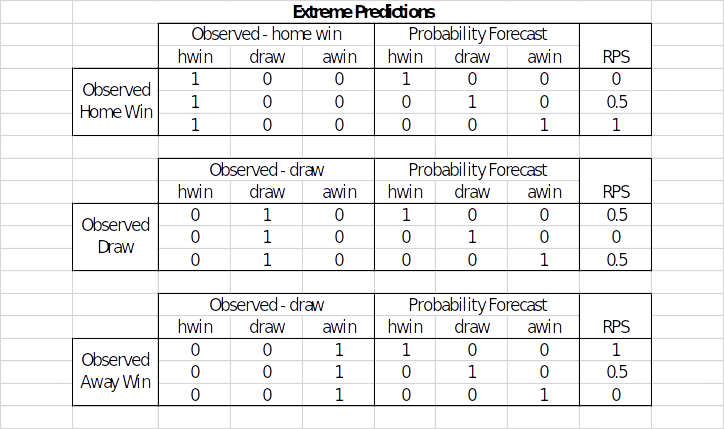 Extreme Predictions
Observed - home win Probability Forecast
hwin draw awin hwin draw awin RPS
Observed Home Win
1 0 0 1 0 0 0
1 0 0 0 1 0 0.5
1 0 0 0 0 1 1
Observed - draw Probability Forecast
hwin draw awin hwin draw awin RPS
Observed Draw
0 1 0 1 0 0 0.5
0 1 0 0 1 0 0
0 1 0 0 0 1 0.5
Observed - draw Probability Forecast
hwin draw awin hwin draw awin RPS
Observed Away Win
0 0 1 1 0 0 1
0 0 1 0 1 0 0.5
0 0 1 0 0 1 0